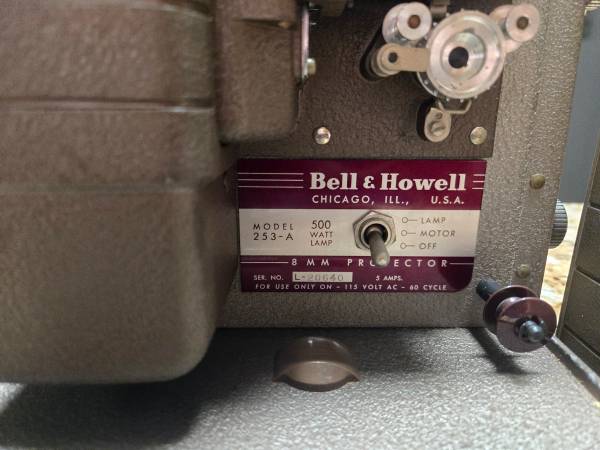 Bell & Howell
CHICAGO, ILL., U.S.A.
MODEL 253-A
500 WATT LAMP
LAMP
MOTOR
OFF
8 MM PROJECTOR
SER. NO. L-20640 5 AMPS.
FOR USE ONLY ON - 115 VOLT AC - 60 CYCLE